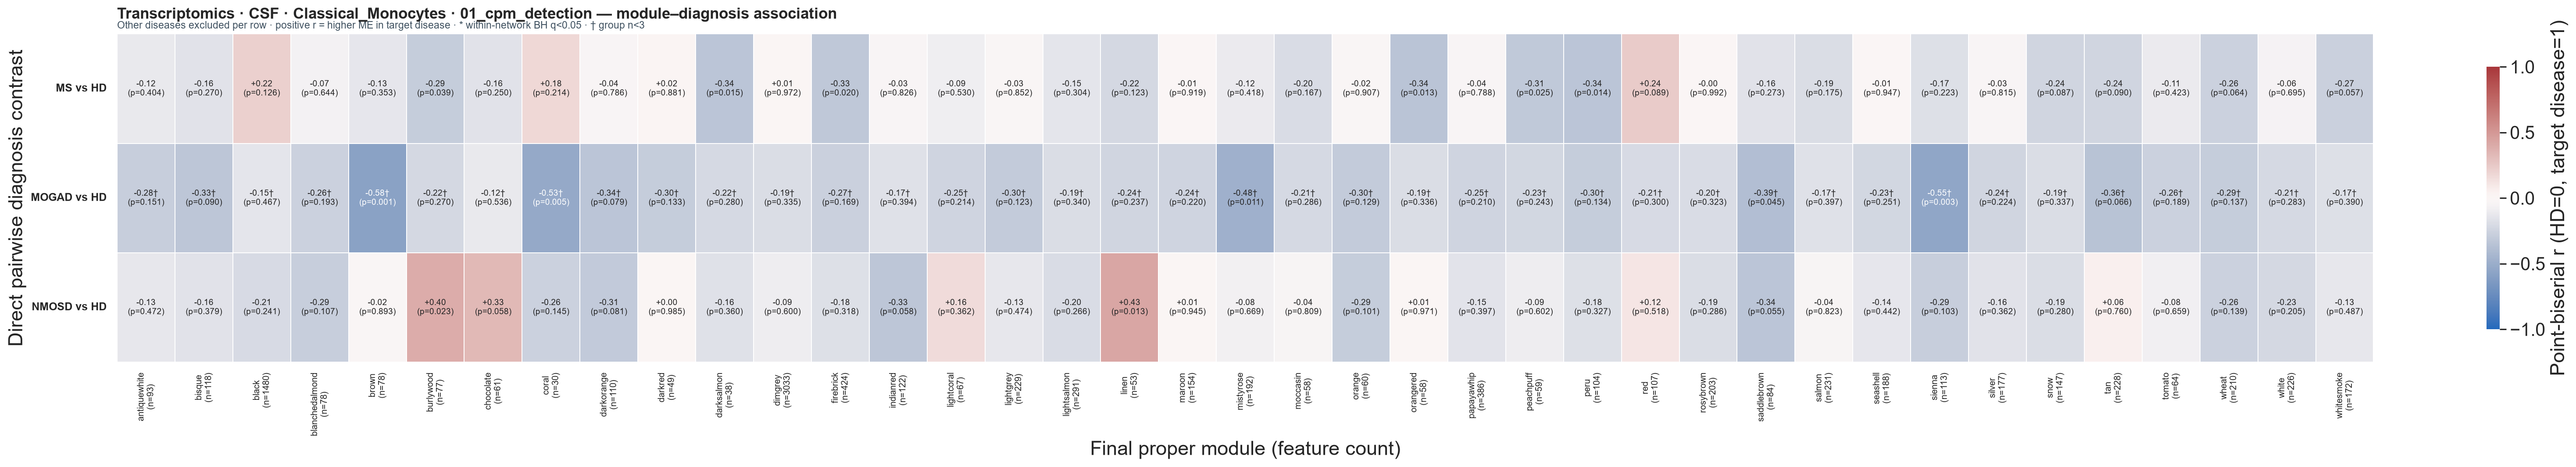 Transcriptomics · CSF · Classical_Monocytes · 01_cpm_detection — module–diagnosis association
Other diseases excluded per row · positive r = higher ME in target disease · * within-network BH q<0.05 · † group n<3
Direct pairwise diagnosis contrast
MS vs HD
-0.12 -0.16 +0.22 -0.07 -0.13 -0.29 -0.16 +0.18 -0.04 +0.02 -0.34 +0.01 -0.33 -0.03 -0.09 -0.03 -0.15 -0.22 -0.01 -0.12 -0.20 -0.02 -0.34 -0.04 -0.31 -0.34 +0.24 -0.00 -0.16 -0.19 -0.01 -0.17 -0.03 -0.24 -0.24 -0.11 -0.26 -0.06 -0.27
(p=0.404) (p=0.270) (p=0.126) (p=0.644) (p=0.353) (p=0.039) (p=0.250) (p=0.214) (p=0.786) (p=0.881) (p=0.015) (p=0.972) (p=0.020) (p=0.826) (p=0.530) (p=0.852) (p=0.304) (p=0.123) (p=0.919) (p=0.418) (p=0.167) (p=0.907) (p=0.013) (p=0.788) (p=0.025) (p=0.014) (p=0.089) (p=0.992) (p=0.273) (p=0.175) (p=0.947) (p=0.223) (p=0.815) (p=0.087) (p=0.090) (p=0.423) (p=0.064) (p=0.695) (p=0.057)
MOGAD vs HD
-0.28† -0.33† -0.15† -0.26† -0.58† -0.22† -0.12† -0.53† -0.34† -0.30† -0.22† -0.19† -0.27† -0.17† -0.25† -0.30† -0.19† -0.24† -0.24† -0.48† -0.21† -0.30† -0.19† -0.25† -0.23† -0.30† -0.21† -0.20† -0.39† -0.17† -0.23† -0.55† -0.24† -0.19† -0.36† -0.26† -0.29† -0.21† -0.17†
(p=0.151) (p=0.090) (p=0.467) (p=0.193) (p=0.001) (p=0.270) (p=0.536) (p=0.005) (p=0.079) (p=0.133) (p=0.280) (p=0.335) (p=0.169) (p=0.394) (p=0.214) (p=0.123) (p=0.340) (p=0.237) (p=0.220) (p=0.011) (p=0.286) (p=0.129) (p=0.336) (p=0.210) (p=0.243) (p=0.134) (p=0.300) (p=0.323) (p=0.045) (p=0.397) (p=0.251) (p=0.003) (p=0.224) (p=0.337) (p=0.066) (p=0.189) (p=0.137) (p=0.283) (p=0.390)
NMOSD vs HD
-0.13 -0.16 -0.21 -0.29 -0.02 +0.40 +0.33 -0.26 -0.31 +0.00 -0.16 -0.09 -0.18 -0.33 +0.16 -0.13 -0.20 +0.43 +0.01 -0.08 -0.04 -0.29 +0.01 -0.15 -0.09 -0.18 +0.12 -0.19 -0.34 -0.04 -0.14 -0.29 -0.16 -0.19 +0.06 -0.08 -0.26 -0.23 -0.13
(p=0.472) (p=0.379) (p=0.241) (p=0.107) (p=0.893) (p=0.023) (p=0.058) (p=0.145) (p=0.081) (p=0.985) (p=0.360) (p=0.600) (p=0.318) (p=0.058) (p=0.362) (p=0.474) (p=0.266) (p=0.013) (p=0.945) (p=0.669) (p=0.809) (p=0.101) (p=0.971) (p=0.397) (p=0.602) (p=0.327) (p=0.518) (p=0.286) (p=0.055) (p=0.823) (p=0.442) (p=0.103) (p=0.362) (p=0.280) (p=0.760) (p=0.659) (p=0.139) (p=0.205) (p=0.487)
antiquewhite
(n=93)
bisque
(n=118)
black
(n=1480)
blanchedalmond
(n=78)
brown
(n=78)
burlywood
(n=77)
chocolate
(n=61)
coral
(n=30)
darkorange
(n=110)
darkred
(n=49)
darksalmon
(n=38)
dimgrey
(n=3033)
firebrick
(n=424)
indianred
(n=122)
lightcoral
(n=67)
lightgrey
(n=229)
lightsalmon
(n=291)
linen
(n=53)
maroon
(n=154)
mistyrose
(n=192)
moccasin
(n=58)
orange
(n=60)
orangered
(n=58)
papayawhip
(n=386)
peachpuff
(n=59)
peru
(n=104)
red
(n=107)
rosybrown
(n=203)
saddlebrown
(n=84)
salmon
(n=231)
seashell
(n=188)
sienna
(n=113)
silver
(n=177)
snow
(n=147)
tan
(n=228)
tomato
(n=64)
wheat
(n=210)
white
(n=226)
whitesmoke
(n=172)
Final proper module (feature count)
1.0
0.5
0.0
−0.5
−1.0
Point-biserial r (HD=0, target disease=1)